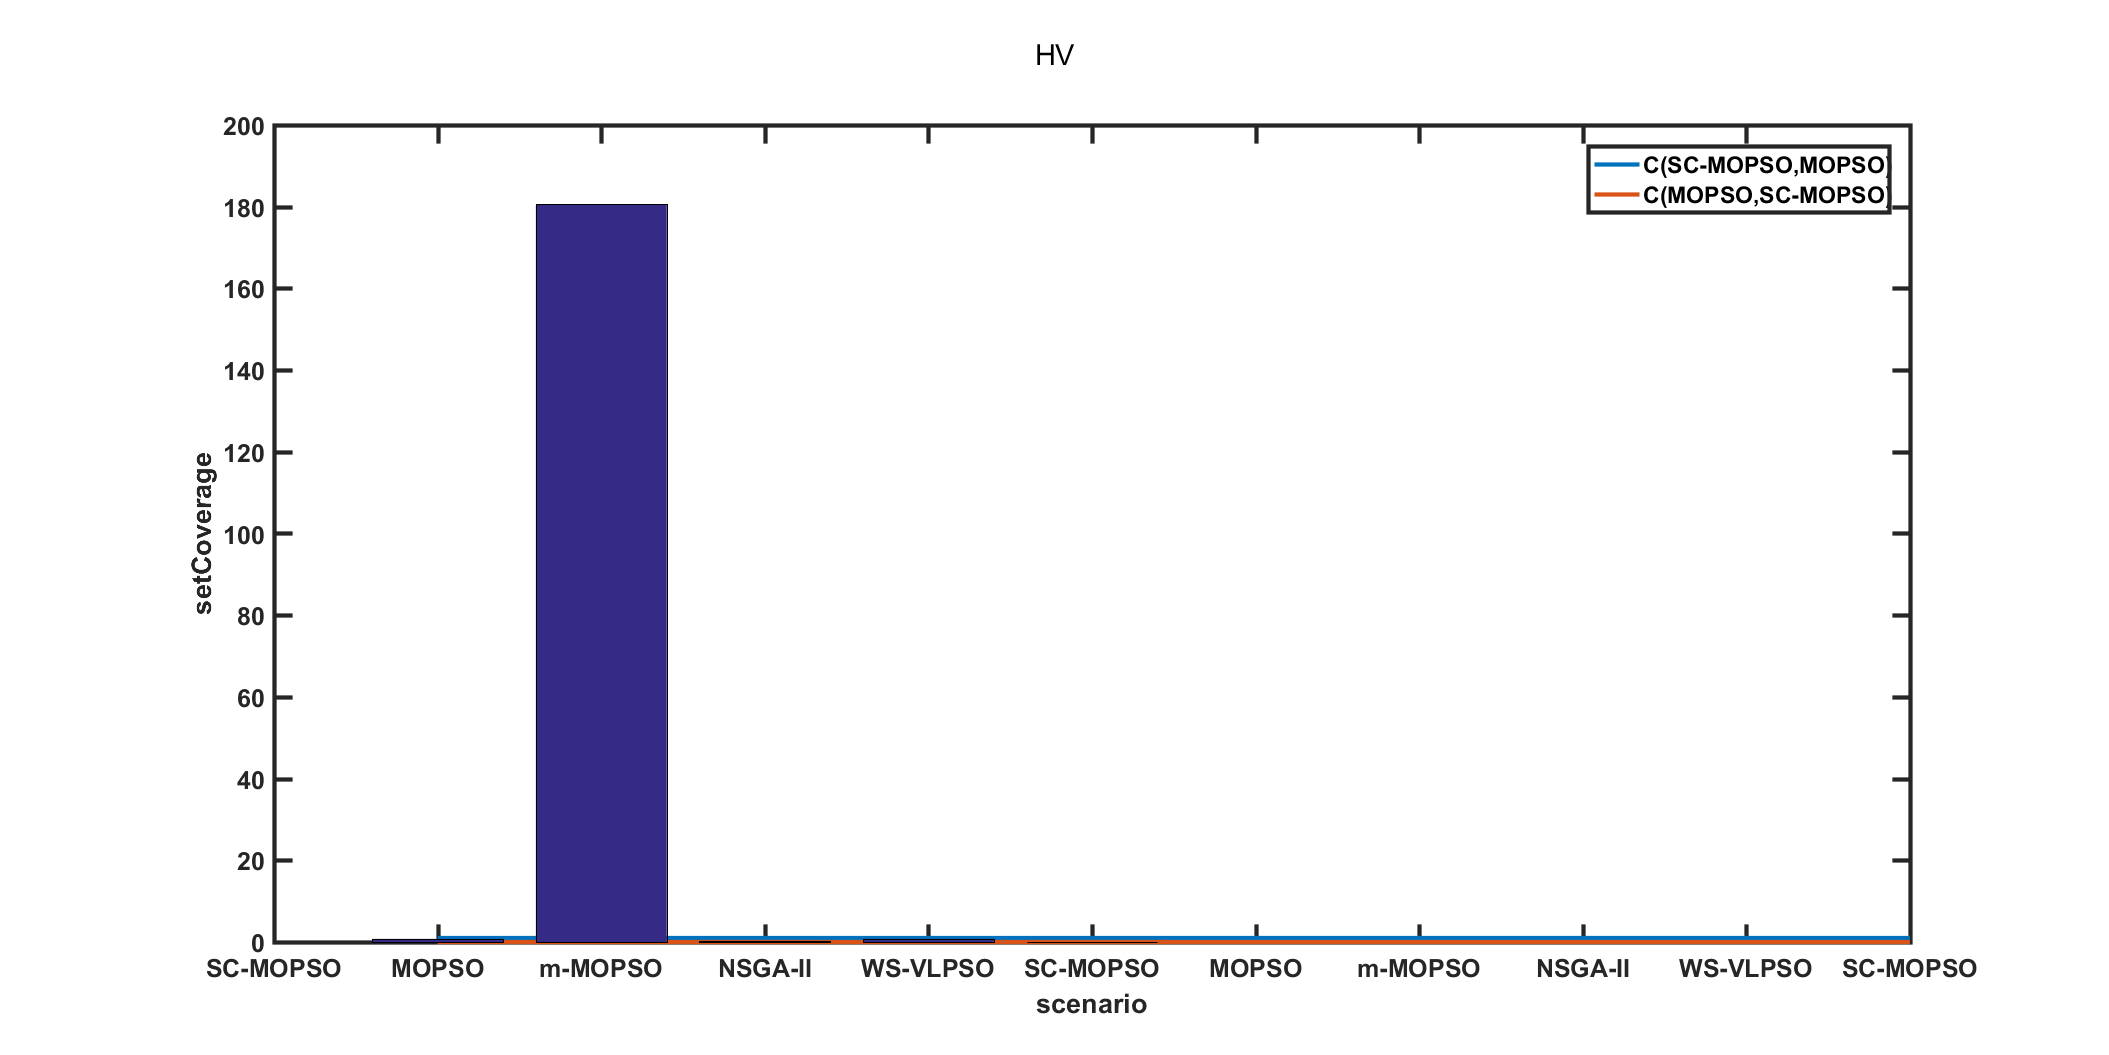 HV
200
180
160
140
120
100
80
60
40
20
0
setCoverage
C(SC-MOPSO,MOPSO)
C(MOPSO,SC-MOPSO)
SC-MOPSO MOPSO m-MOPSO NSGA-II WS-VLPSO SC-MOPSO MOPSO m-MOPSO NSGA-II WS-VLPSO SC-MOPSO
scenario